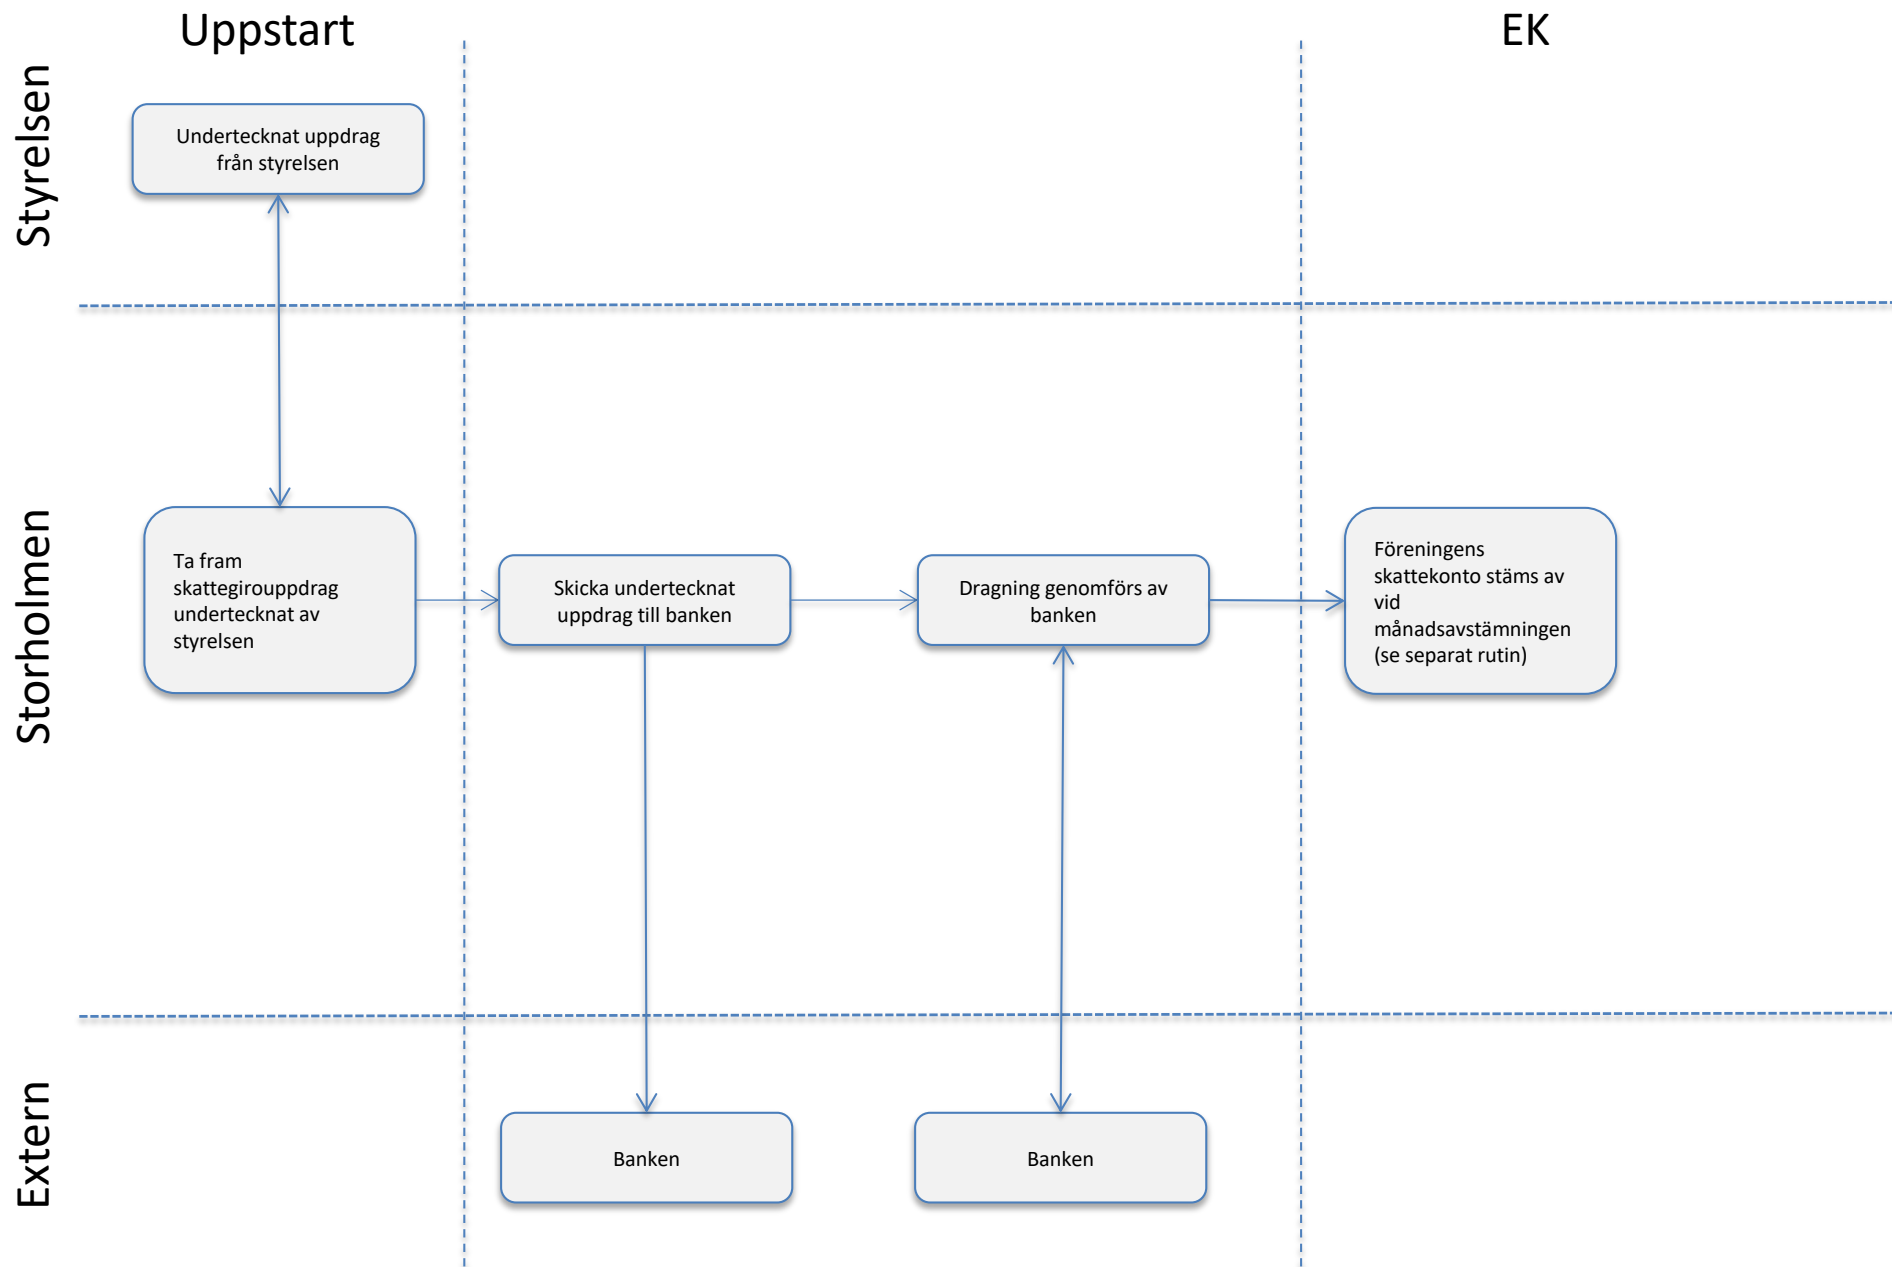 Uppstart
EK
Styrelsen
Undertecknat uppdrag
från styrelsen
Storholmen
Ta fram
skattegirouppdrag
undertecknat av
styrelsen
Skicka undertecknat
uppdrag till banken
Dragning genomförs av
banken
Föreningens
skattekonto stäms av
vid
månadsavstämningen
(se separat rutin)
Extern
Banken
Banken